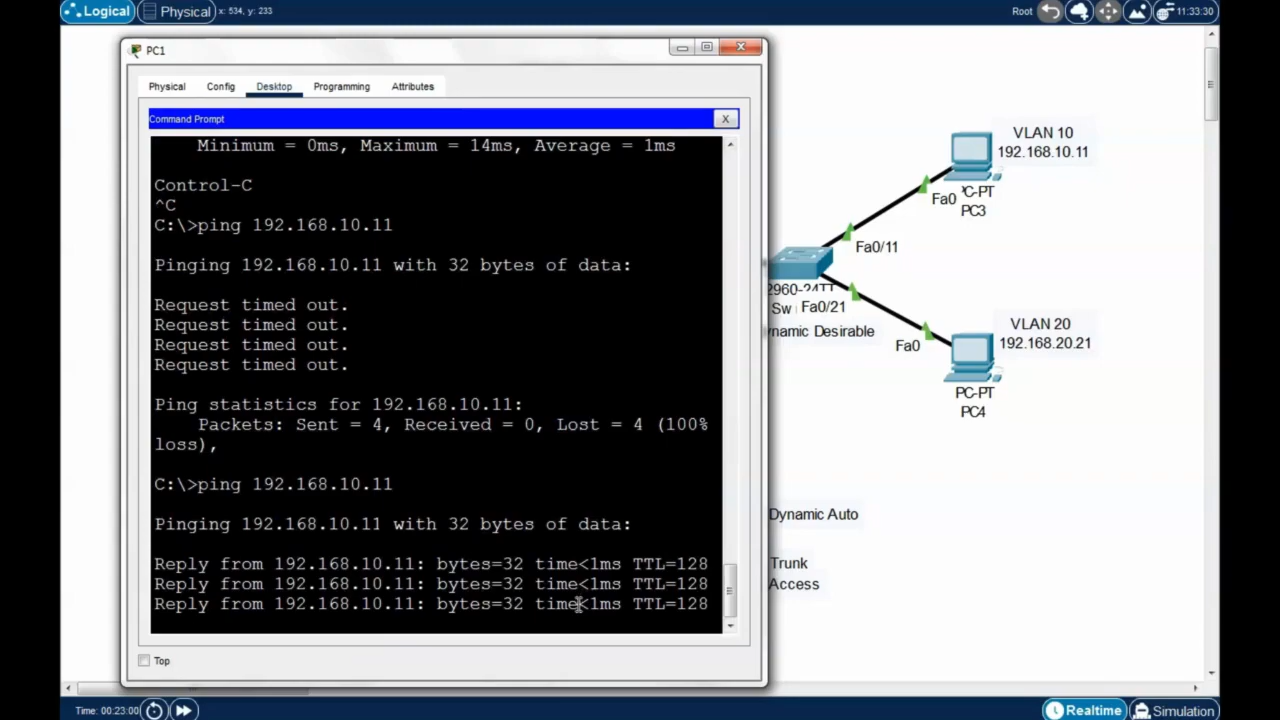 Logical
Physical
x: 534, y: 233
Root
11:33:30
PC1
Physical
Config
Desktop
Programming
Attributes
Command Prompt
X
Minimum = 0ms, Maximum = 14ms, Average = 1ms
Control-C
^C
C:\>ping 192.168.10.11
Pinging 192.168.10.11 with 32 bytes of data:
Request timed out.
Request timed out.
Request timed out.
Request timed out.
Ping statistics for 192.168.10.11:
Packets: Sent = 4, Received = 0, Lost = 4 (100%
loss),
C:\>ping 192.168.10.11
Pinging 192.168.10.11 with 32 bytes of data:
Reply from 192.168.10.11: bytes=32 time<1ms TTL=128
Reply from 192.168.10.11: bytes=32 time<1ms TTL=128
Reply from 192.168.10.11: bytes=32 time<1ms TTL=128
Top
VLAN 10
192.168.10.11
Fa0
C-PT
PC3
Fa0/11
2960-24TT
Sw
Fa0/21
namic Desirable
VLAN 20
192.168.20.21
Fa0
PC-PT
PC4
Dynamic Auto
Trunk
Access
Time: 00:23:00
Realtime
Simulation